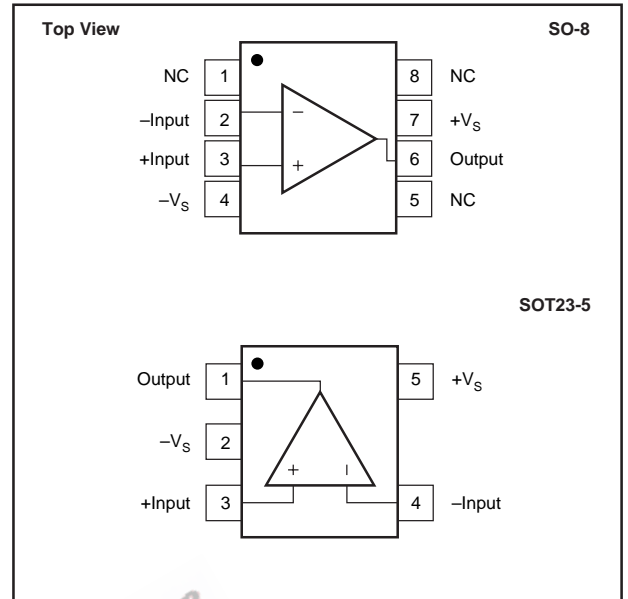 Top View SO-8
NC 1 8 NC
–Input 2 – 7 +VS
+Input 3 + 6 Output
–VS 4 5 NC
SOT23-5
Output 1 5 +VS
–VS 2
+ –
+Input 3 4 –Input